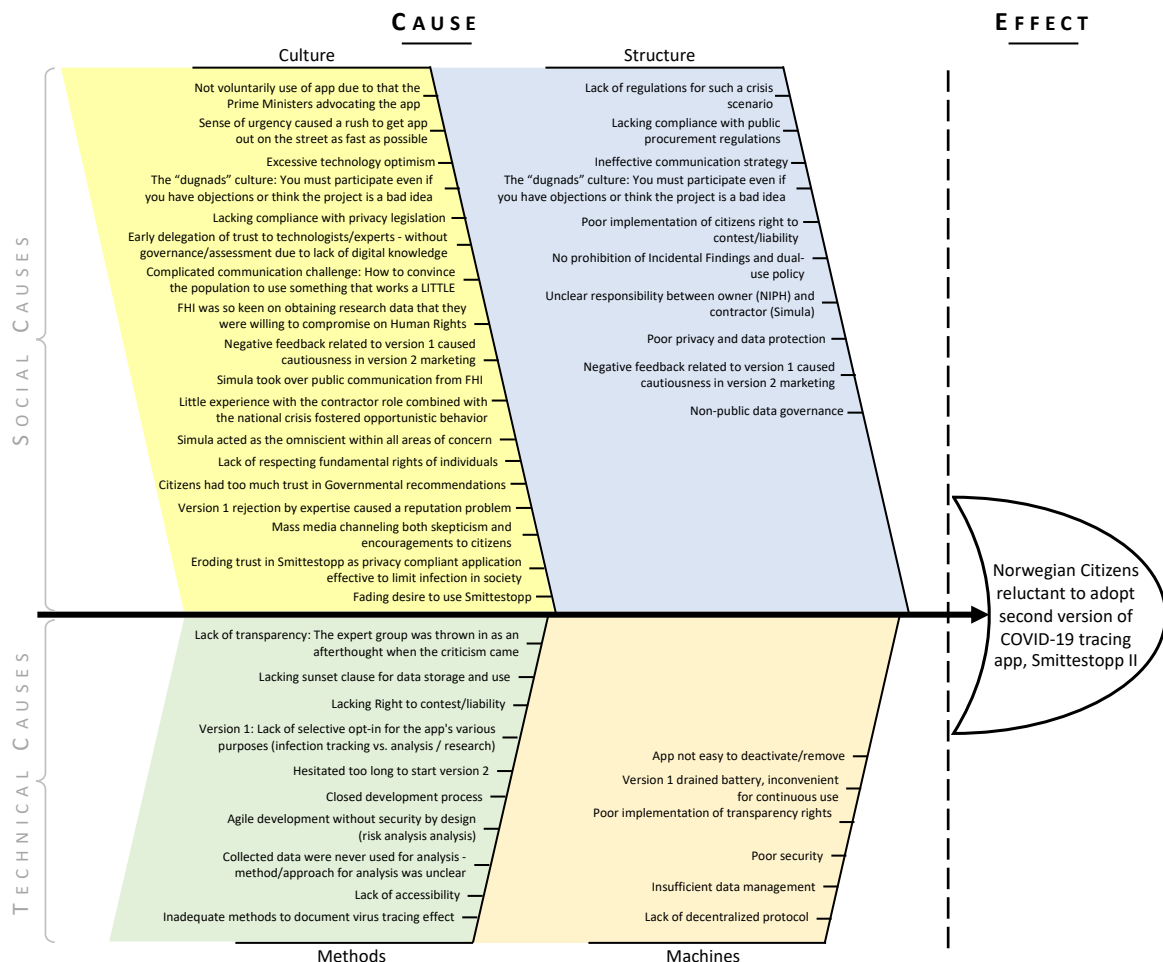 CAUSE
EFFECT
Culture
Structure
Not voluntarily use of app due to that the
Prime Ministers advocating the app
Sense of urgency caused a rush to get app
out on the street as fast as possible
Excessive technology optimism
The “dugnads” culture: You must participate even if
you have objections or think the project is a bad idea
Lacking compliance with privacy legislation
Early delegation of trust to technologists/experts - without
governance/assessment due to lack of digital knowledge
Complicated communication challenge: How to convince
the population to use something that works a LITTLE
FHI was so keen on obtaining research data that they
were willing to compromise on Human Rights
Negative feedback related to version 1 caused
cautiousness in version 2 marketing
Simula took over public communication from FHI
Little experience with the contractor role combined with
the national crisis fostered opportunistic behavior
Simula acted as the omniscient within all areas of concern
Lack of respecting fundamental rights of individuals
Citizens had too much trust in Governmental recommendations
Version 1 rejection by expertise caused a reputation problem
Mass media channeling both skepticism and
encouragements to citizens
Eroding trust in Smittestopp as privacy compliant application
effective to limit infection in society
Fading desire to use Smittestopp
Lack of regulations for such a crisis
scenario
Lacking compliance with public
procurement regulations
Ineffective communication strategy
The “dugnads” culture: You must participate even if
you have objections or think the project is a bad idea
Poor implementation of citizens right to
contest/liability
No prohibition of Incidental Findings and dual-
use policy
Unclear responsibility between owner (NIPH) and
contractor (Simula)
Poor privacy and data protection
Negative feedback related to version 1 caused
cautiousness in version 2 marketing
Non-public data governance
SOCIAL CAUSES
Norwegian Citizens
reluctant to adopt
second version of
COVID-19 tracing
app, Smittestopp II
TECHNICAL CAUSES
Lack of transparency: The expert group was thrown in as an
afterthought when the criticism came
Lacking sunset clause for data storage and use
Lacking Right to contest/liability
Version 1: Lack of selective opt-in for the app's various
purposes (infection tracking vs. analysis / research)
Hesitated too long to start version 2
Closed development process
Agile development without security by design
(risk analysis analysis)
Collected data were never used for analysis -
method/approach for analysis was unclear
Lack of accessibility
Inadequate methods to document virus tracing effect
App not easy to deactivate/remove
Version 1 drained battery, inconvenient
for continuous use
Poor implementation of transparency rights
Poor security
Insufficient data management
Lack of decentralized protocol
Methods
Machines